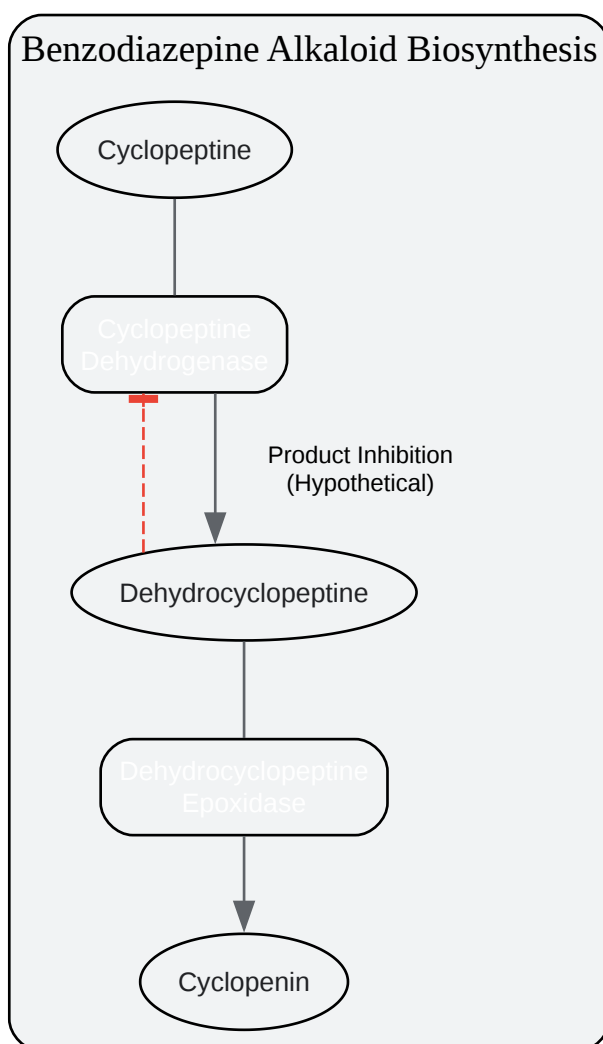 Benzodiazepine Alkaloid Biosynthesis
Cyclopeptine
Cyclopeptine
Dehydrogenase
Product Inhibition
(Hypothetical)
Dehydrocyclopeptine
Dehydrocyclopeptine
Epoxidase
Cyclopenin